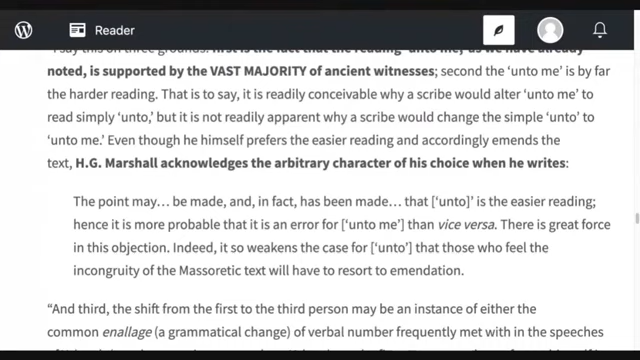 Reader
"I say this on three grounds. First is the fact that the reading 'unto me,' as we have already
noted, is supported by the VAST MAJORITY of ancient witnesses; second the 'unto me' is by far
the harder reading. That is to say, it is readily conceivable why a scribe would alter 'unto me' to
read simply 'unto,' but it is not readily apparent why a scribe would change the simple 'unto' to
'unto me.' Even though he himself prefers the easier reading and accordingly emends the
text, H.G. Marshall acknowledges the arbitrary character of his choice when he writes:
The point may… be made, and, in fact, has been made… that ['unto]' is the easier reading;
hence it is more probable that it is an error for ['unto me'] than vice versa. There is great force
in this objection. Indeed, it so weakens the case for ['unto'] that those who feel the
incongruity of the Massoretic text will have to resort to emendation.
"And third, the shift from the first to the third person may be an instance of either the
common enallage (a grammatical change) of verbal number frequently met with in the speeches